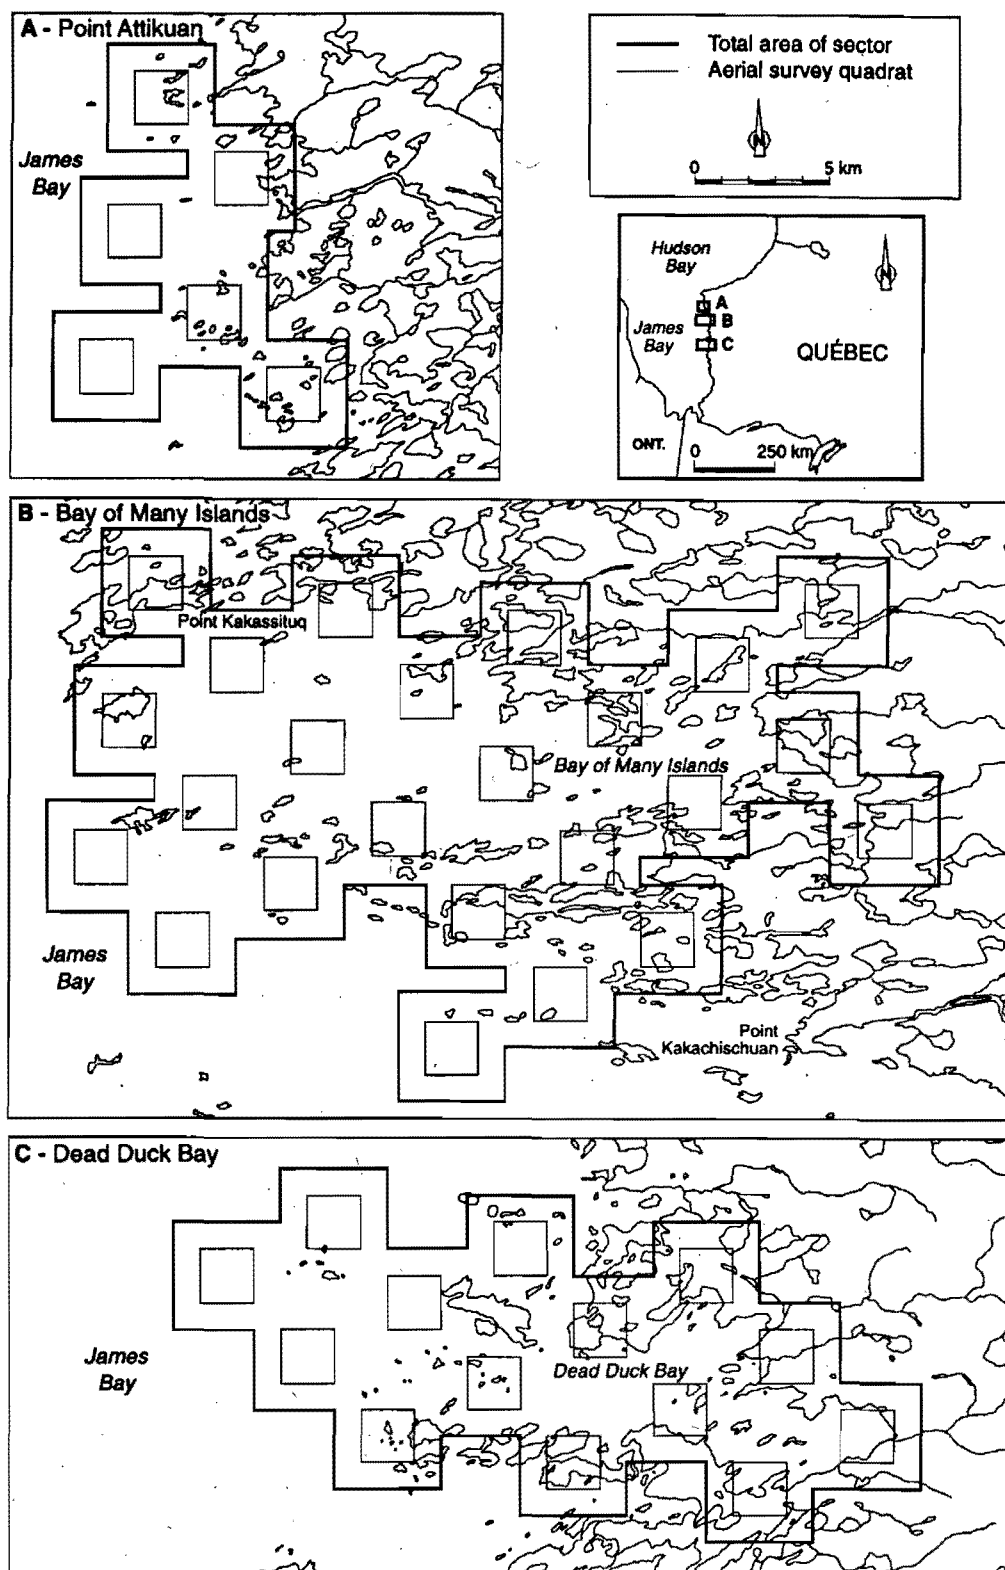 A - Point Attikuan
James
Bay
Total area of sector
Aerial survey quadrat
N
0 5 km
Hudson
Bay
N
A
B
James
Bay
C
QUÉBEC
ONT.
0 250 km
B - Bay of Many Islands
Point Kakassituq
Bay of Many Islands
James
Bay
Point
Kakachischuan
C - Dead Duck Bay
James
Bay
Dead Duck Bay